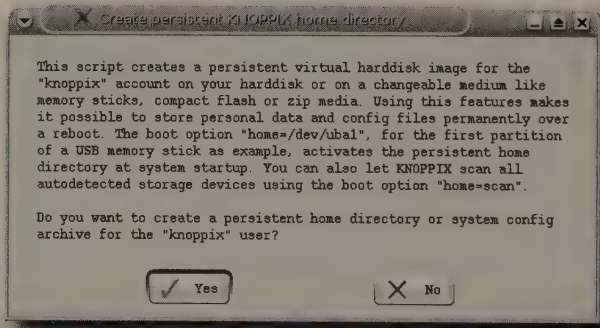 Create persistent KNOPPIX home directory
This script creates a persistent virtual harddisk image for the
"knoppix" account on your harddisk or on a changeable medium like
memory sticks, compact flash or zip media. Using this features makes
it possible to store personal data and config files permanently over
a reboot. The boot option "home=/dev/uba1", for the first partition
of a USB memory stick as example, activates the persistent home
directory at system startup. You can also let KNOPPIX scan all
autodetected storage devices using the boot option "home=scan".
Do you want to create a persistent home directory or system config
archive for the "knoppix" user?
Yes
No